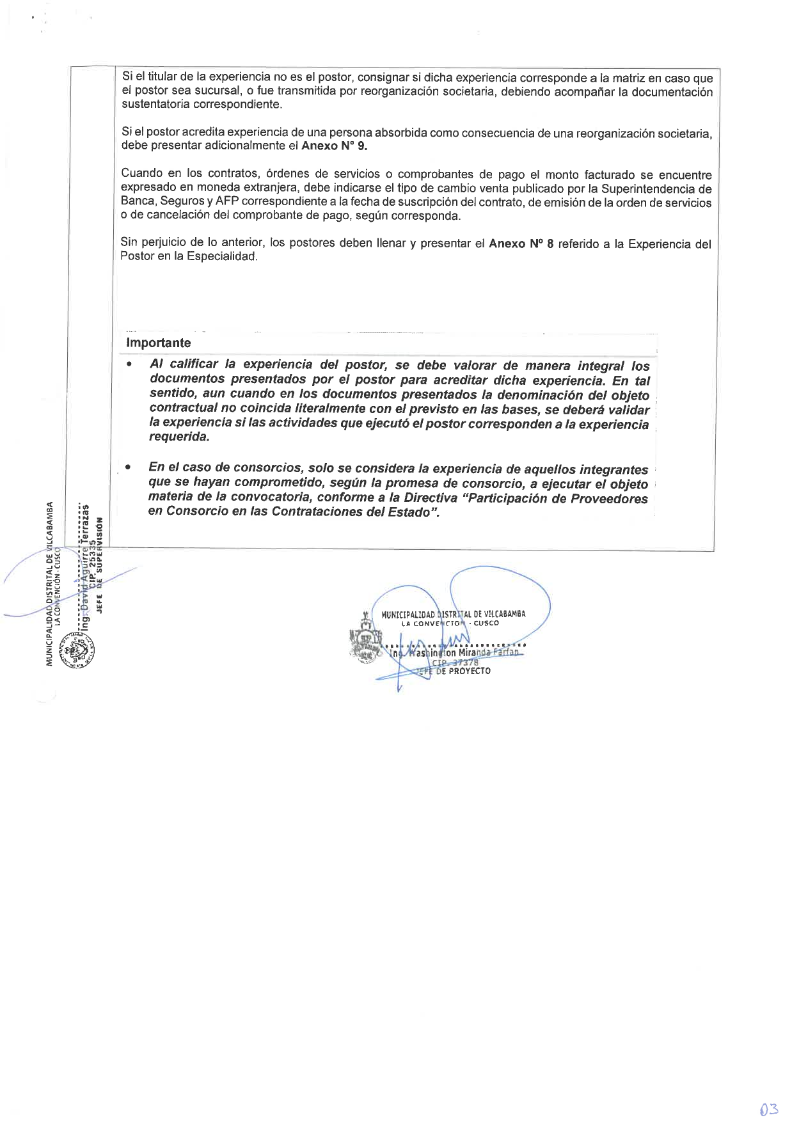 Si el titular de la experiencia no es el postor, consignar si dicha experiencia corresponde a la matriz en caso que
el postor sea sucursal, o fue transmitida por reorganización societaria, debiendo acompañar la documentación
sustentatoria correspondiente.
Si el postor acredita experiencia de una persona absorbida como consecuencia de una reorganización societaria,
debe presentar adicionalmente el Anexo N° 9.
Cuando en los contratos, órdenes de servicios o comprobantes de pago el monto facturado se encuentre
expresado en moneda extranjera, debe indicarse el tipo de cambio venta publicado por la Superintendencia de
Banca, Seguros y AFP correspondiente a la fecha de suscripción del contrato, de emisión de la orden de servicios
o de cancelación del comprobante de pago, según corresponda.
Sin perjuicio de lo anterior, los postores deben llenar y presentar el Anexo Nº 8 referido a la Experiencia del
Postor en la Especialidad.
Importante
• Al calificar la experiencia del postor, se debe valorar de manera integral los
documentos presentados por el postor para acreditar dicha experiencia. En tal
sentido, aun cuando en los documentos presentados la denominación del objeto
contractual no coincida literalmente con el previsto en las bases, se deberá validar
la experiencia si las actividades que ejecutó el postor corresponden a la experiencia
requerida.
• En el caso de consorcios, solo se considera la experiencia de aquellos integrantes
que se hayan comprometido, según la promesa de consorcio, a ejecutar el objeto
materia de la convocatoria, conforme a la Directiva “Participación de Proveedores
en Consorcio en las Contrataciones del Estado”.
MUNICIPALIDAD DISTRITAL DE VILCABAMBA
LA CONVENCIÓN - CUSCO
Ing. David Aguirre Terrazas
CIP. 25335
JEFE DE SUPERVISIÓN
MUNICIPALIDAD DISTRITAL DE VILCABAMBA
LA CONVENCION - CUSCO
Ing. Washington Miranda Farfan
CIP. 37378
JEFE DE PROYECTO
03